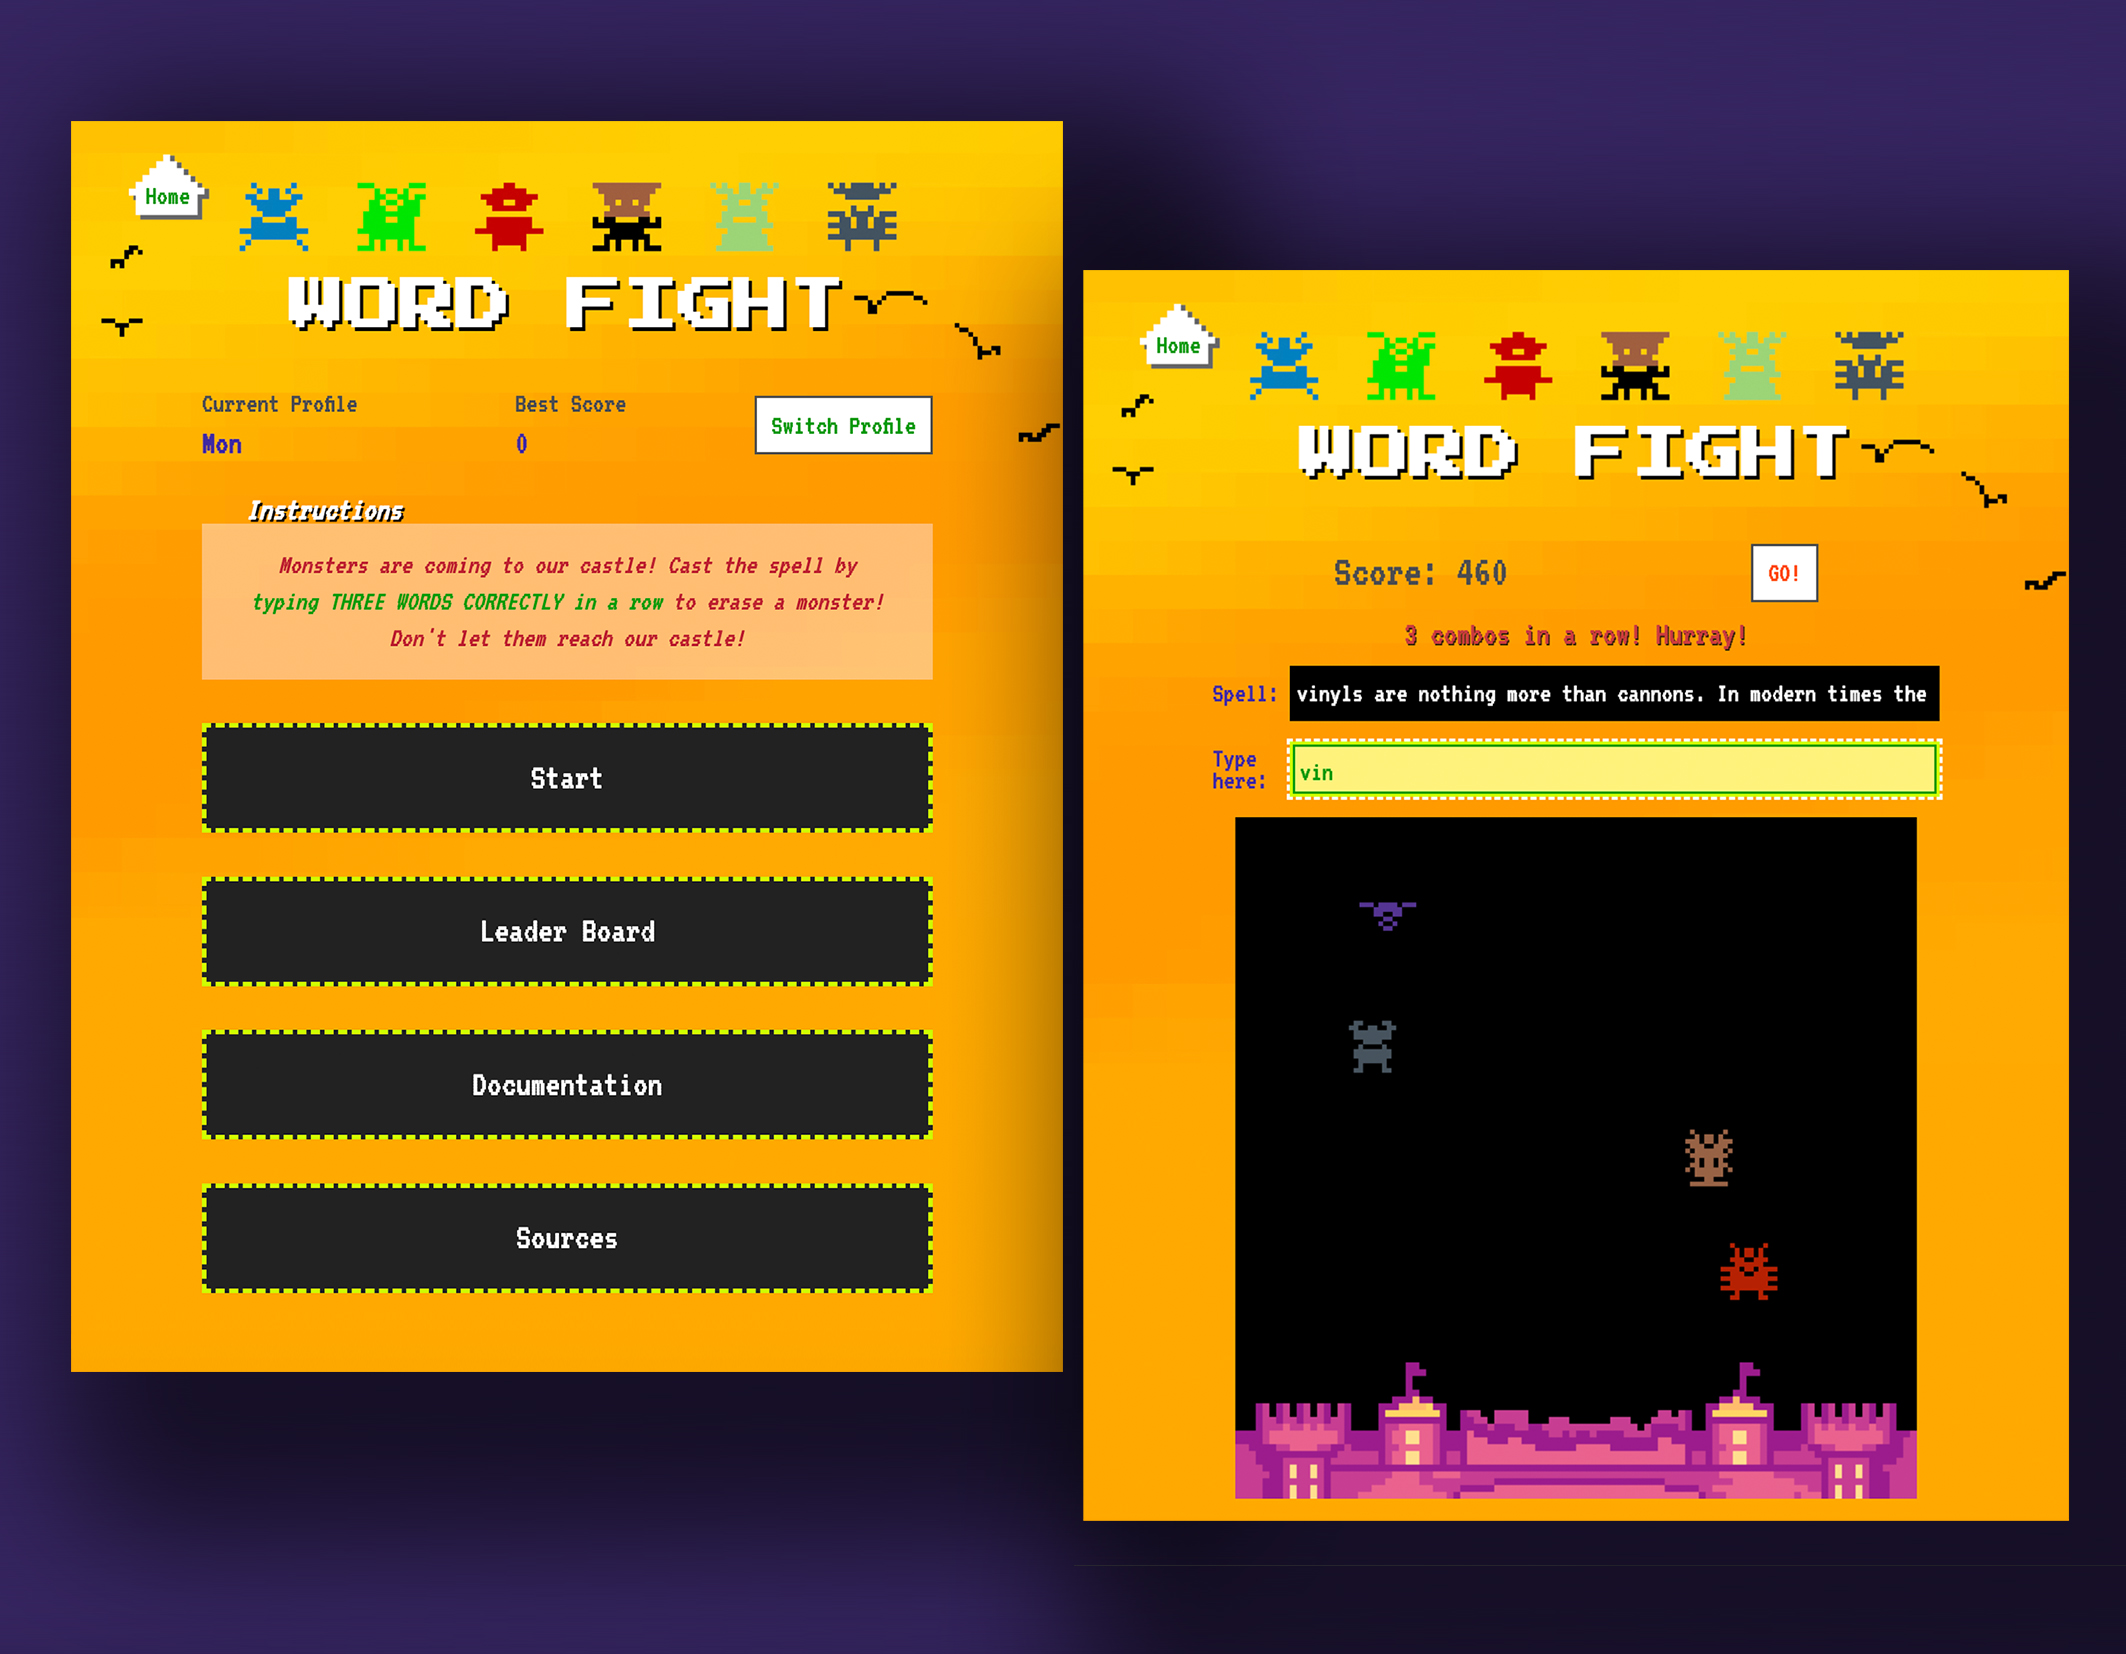 Home
WORD FIGHT
Current Profile
Best Score
Switch Profile
Mon
0
Instructions
Monsters are coming to our castle! Cast the spell by
typing THREE WORDS CORRECTLY in a row to erase a monster!
Don't let them reach our castle!
Start
Leader Board
Documentation
Sources
Home
WORD FIGHT
Score: 460
GO!
3 combos in a row! Hurray!
Spell:
vinyls are nothing more than cannons. In modern times the
Type
here:
vin